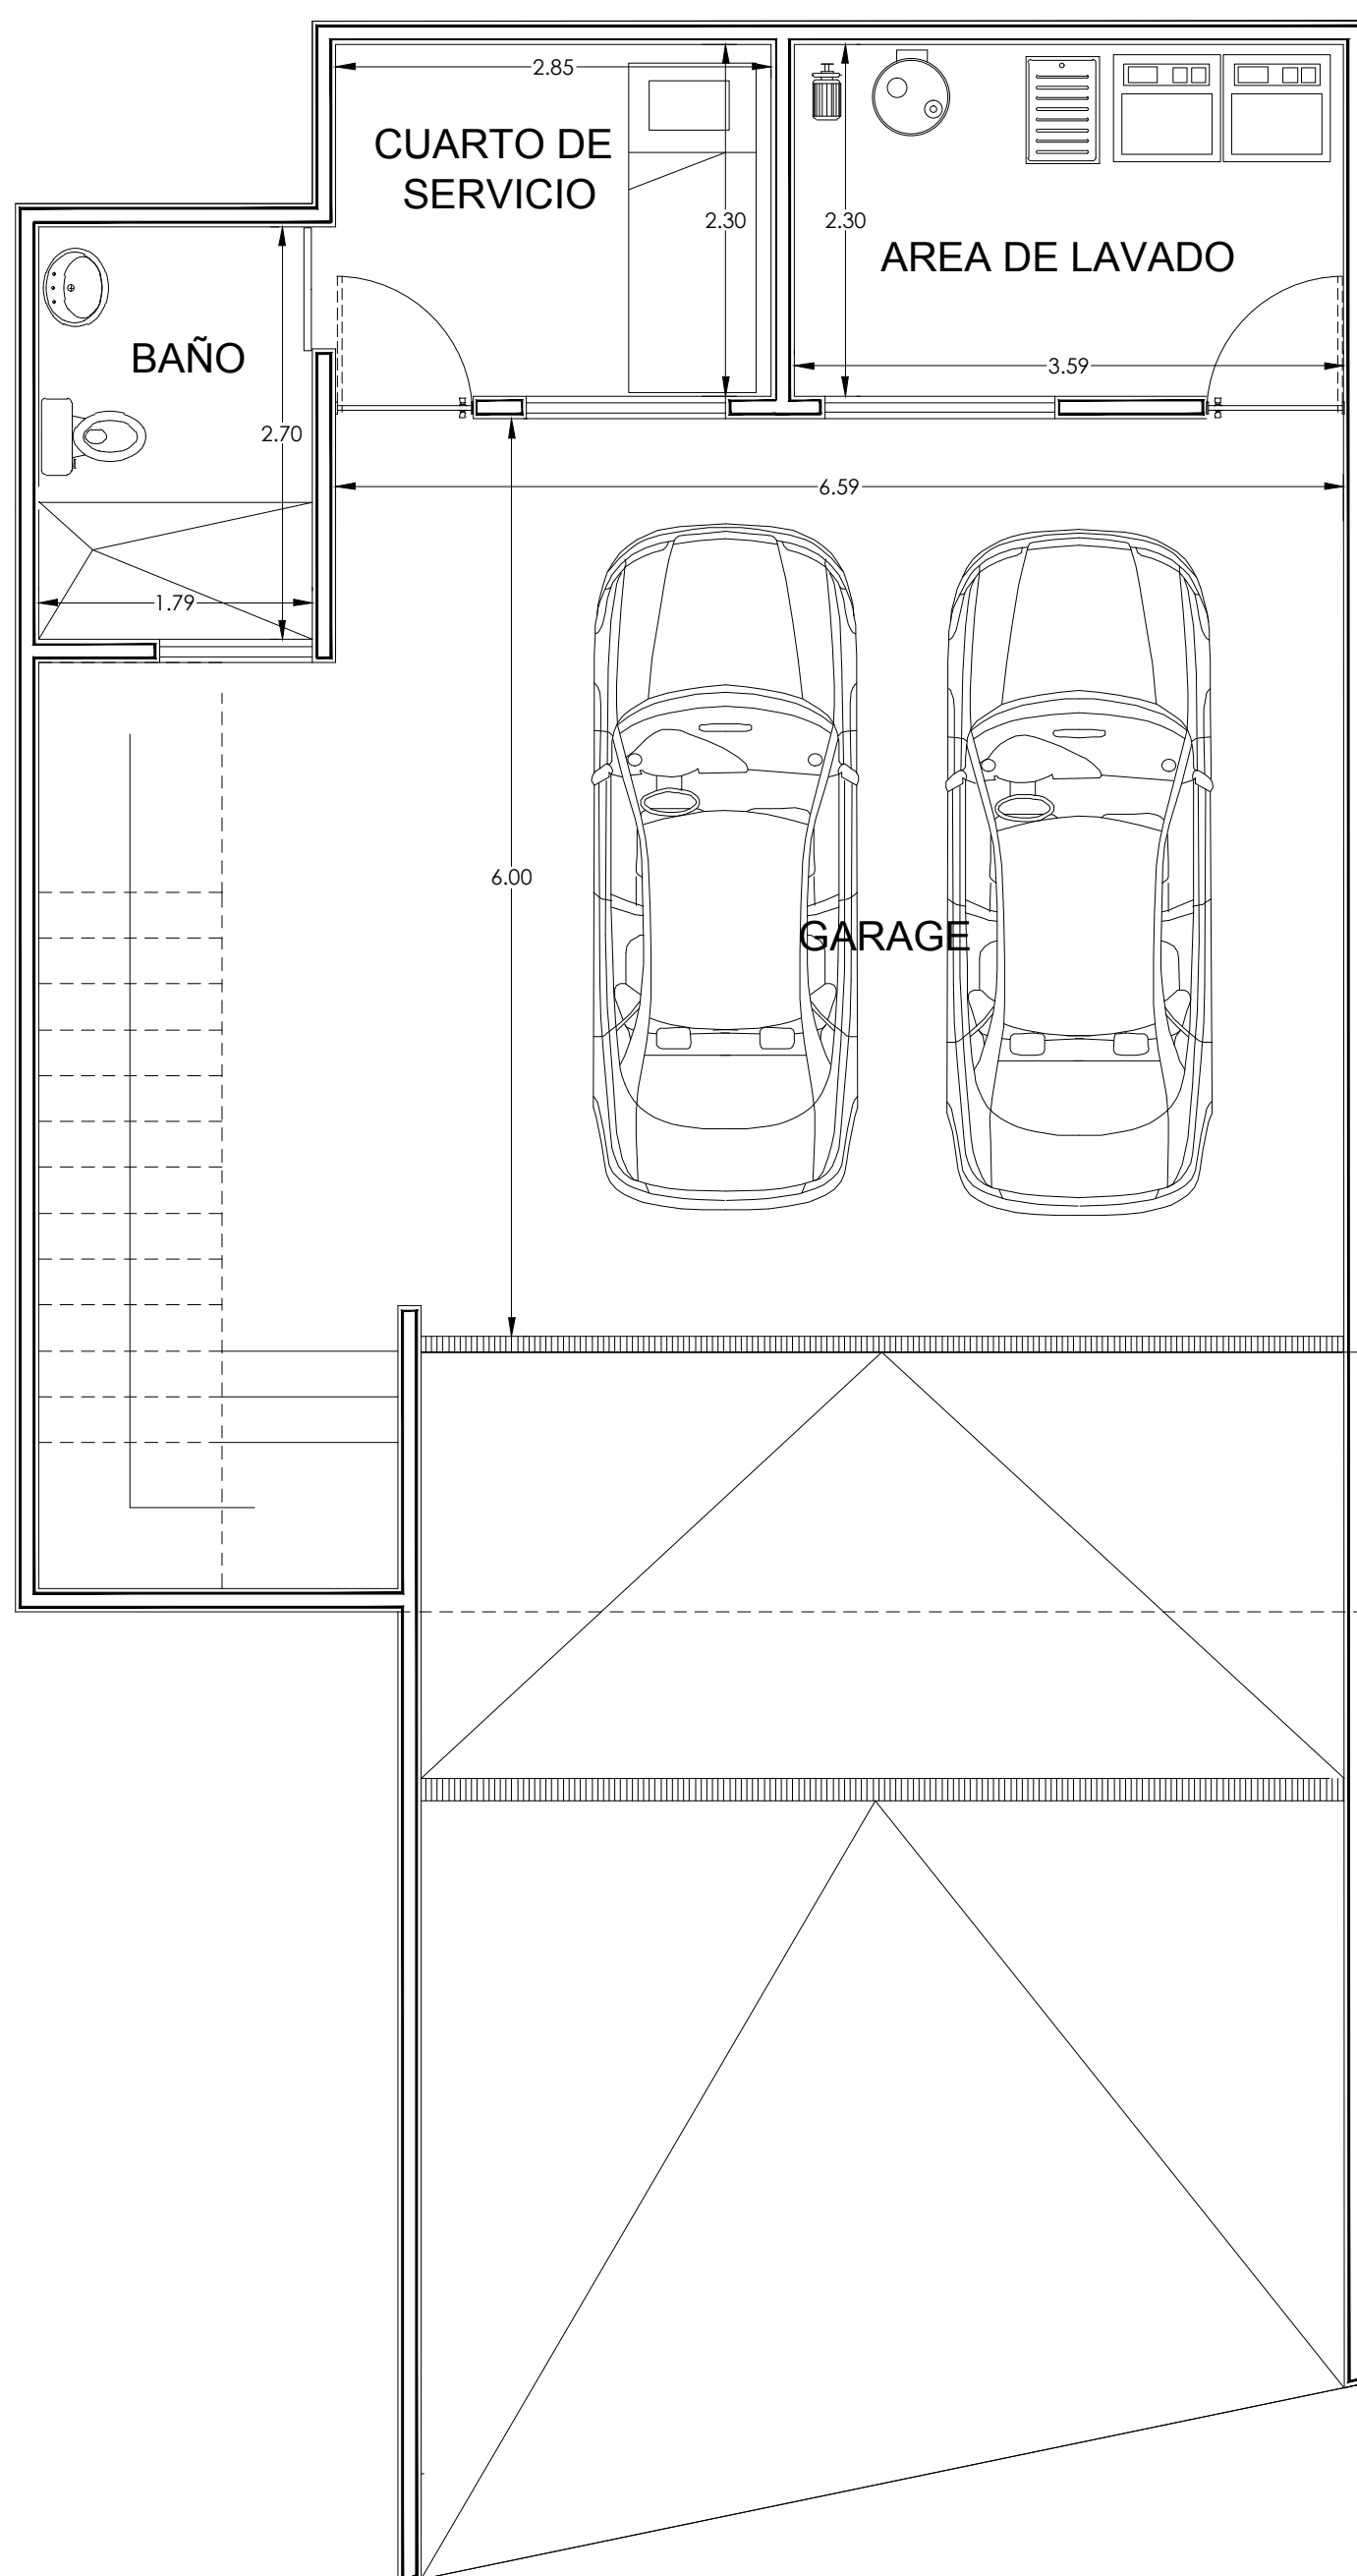 2.85
CUARTO DE
SERVICIO
2.30
2.30
AREA DE LAVADO
BAÑO
3.59
2.70
6.59
1.79
6.00
GARAGE